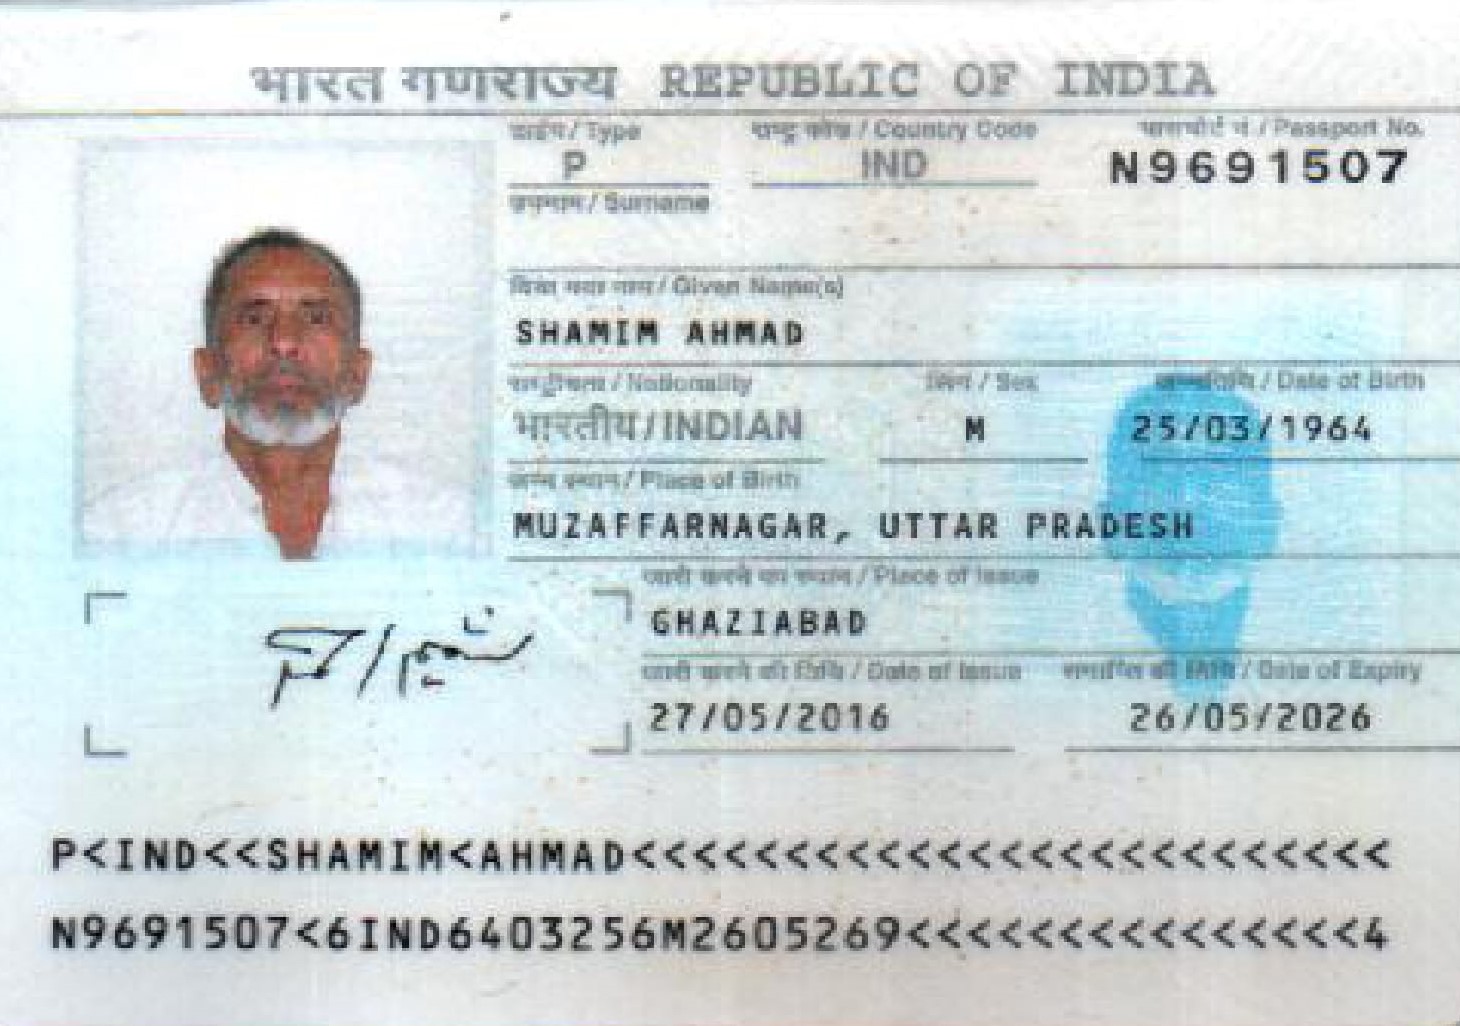 भारत गणराज्य REPUBLIC OF INDIA
टाईप / Type राष्ट्र कोड / Country Code पासपोर्ट नं / Passport No.
P IND N9691507
उपनाम / Surname
दिया गया नाम / Given Name(s)
SHAMIM AHMAD
राष्ट्रीयता / Nationality लिंग / Sex जन्मतिथि / Date of Birth
भारतीय / INDIAN M 25/03/1964
जन्म स्थान / Place of Birth
MUZAFFARNAGAR, UTTAR PRADESH
जारी करने का स्थान / Place of Issue
GHAZIABAD
जारी करने की तिथि / Date of Issue समाप्ति की तिथि / Date of Expiry
27/05/2016 26/05/2026
P<IND<<SHAMIM<AHMAD<<<<<<<<<<<<<<<<<<<<<<<<<
N9691507<6IND6403256M2605269<<<<<<<<<<<<<<<4